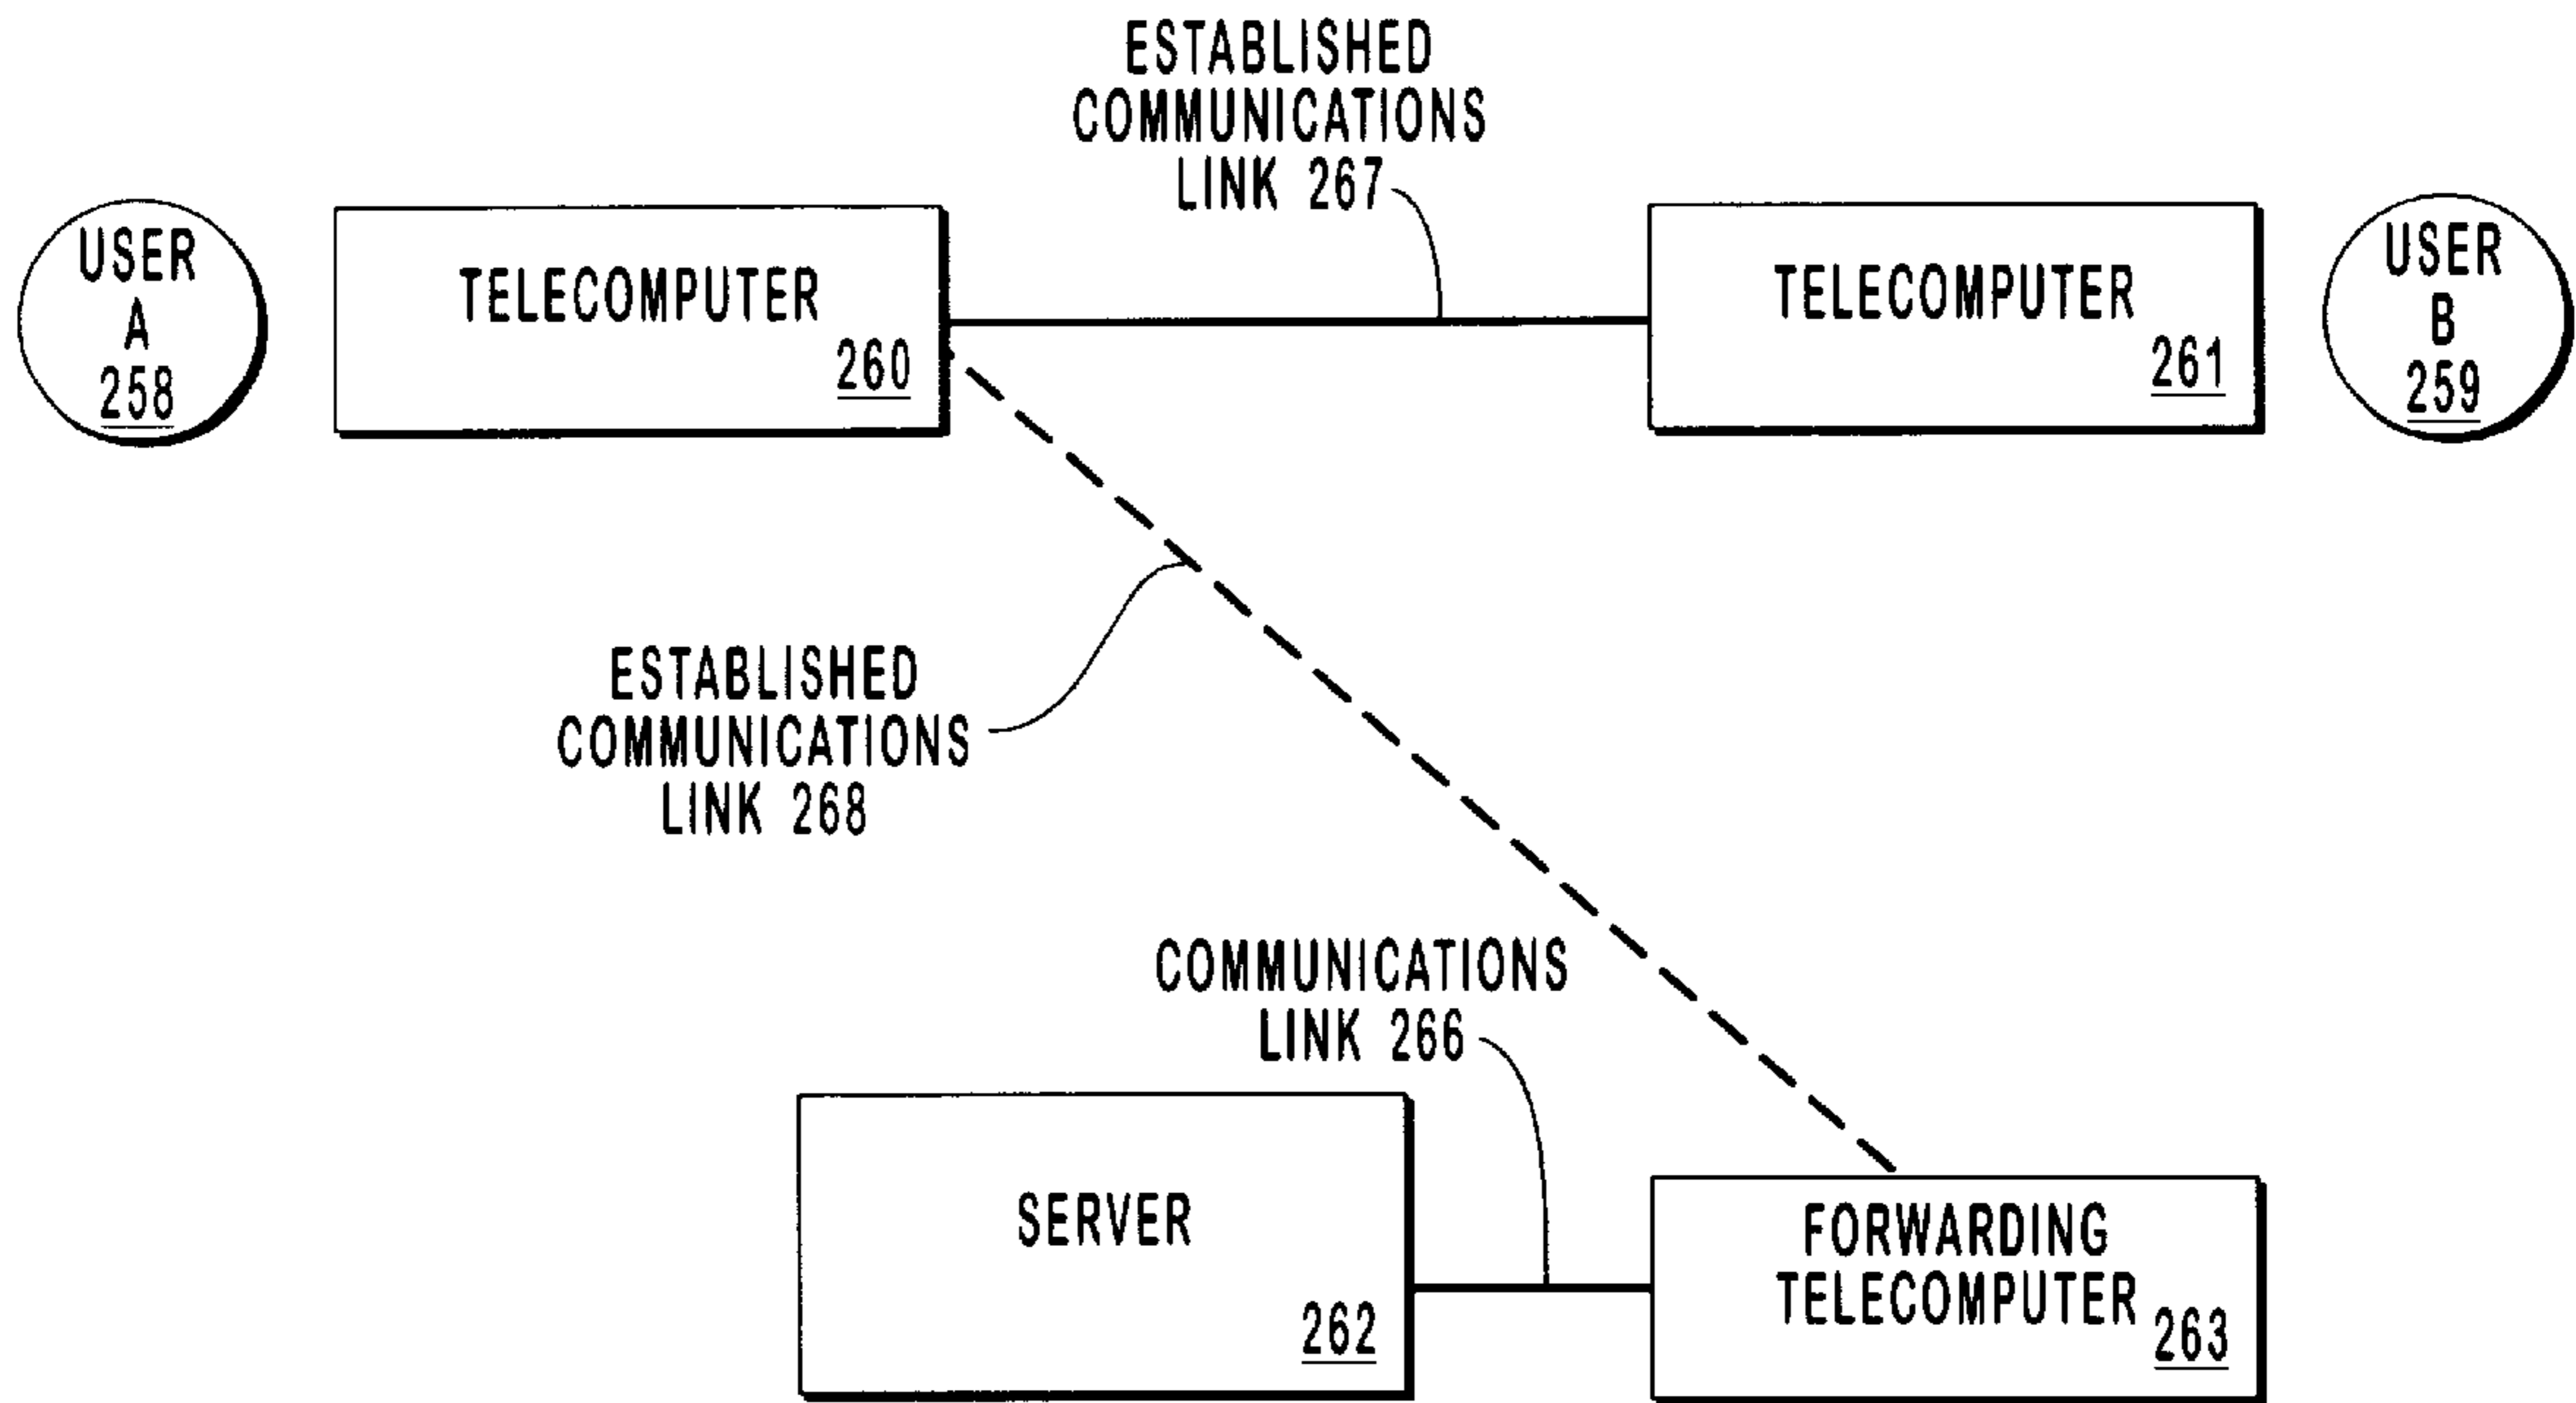 ESTABLISHED
COMMUNICATIONS
LINK 267
USER
A
258
TELECOMPUTER
260
TELECOMPUTER
261
USER
B
259
ESTABLISHED
COMMUNICATIONS
LINK 268
COMMUNICATIONS
LINK 266
SERVER
262
FORWARDING
TELECOMPUTER
263